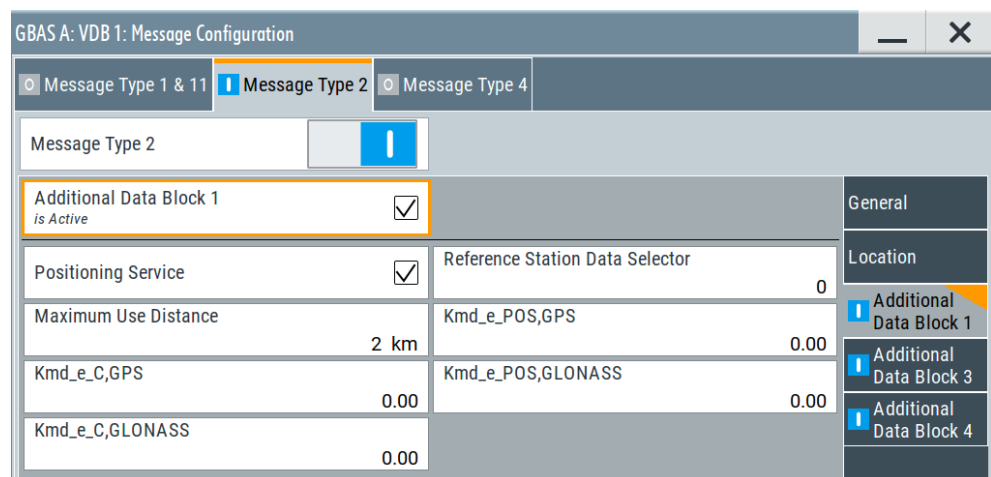 GBAS A: VDB 1: Message Configuration
Message Type 1 & 11
Message Type 2
Message Type 4
Message Type 2
Additional Data Block 1
is Active
Positioning Service
Reference Station Data Selector
0
Maximum Use Distance
2 km
Kmd_e_POS,GPS
0.00
Kmd_e_C,GPS
0.00
Kmd_e_POS,GLONASS
0.00
Kmd_e_C,GLONASS
0.00
General
Location
Additional
Data Block 1
Additional
Data Block 3
Additional
Data Block 4